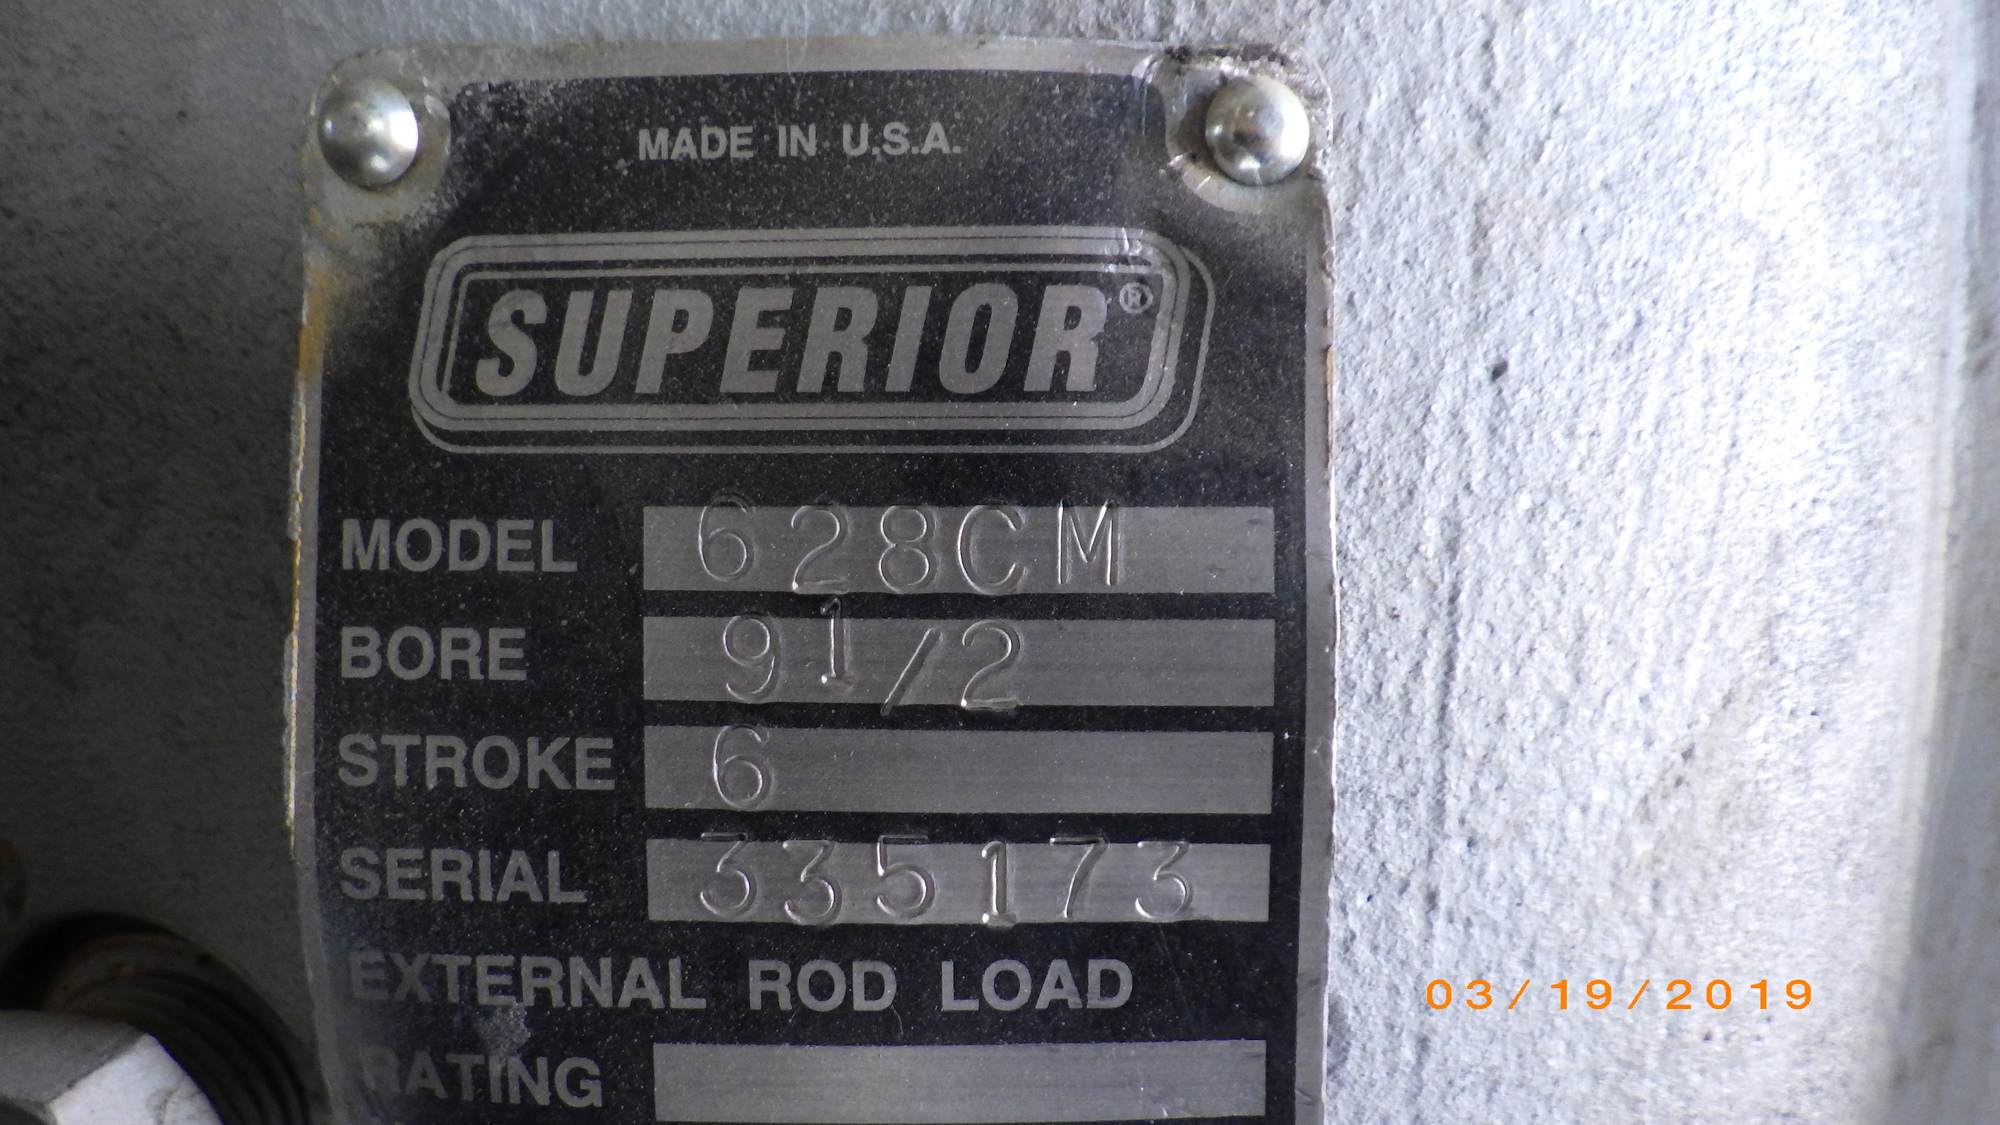 MADE IN U.S.A.
SUPERIOR®
MODEL 628CM
BORE 9 1/2
STROKE 6
SERIAL 335173
EXTERNAL ROD LOAD
RATING
03/19/2019